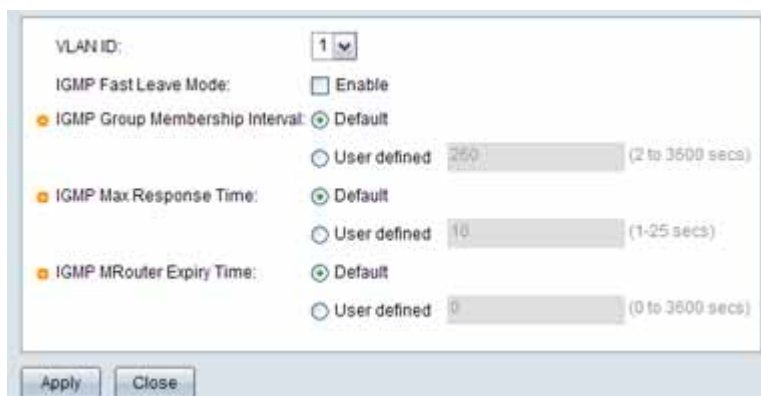 VLAN ID: 1
IGMP Fast Leave Mode: Enable
IGMP Group Membership Interval: Default
User defined 260 (2 to 3600 secs)
IGMP Max Response Time: Default
User defined 10 (1-25 secs)
IGMP MRouter Expiry Time: Default
User defined 0 (0 to 3600 secs)
Apply Close